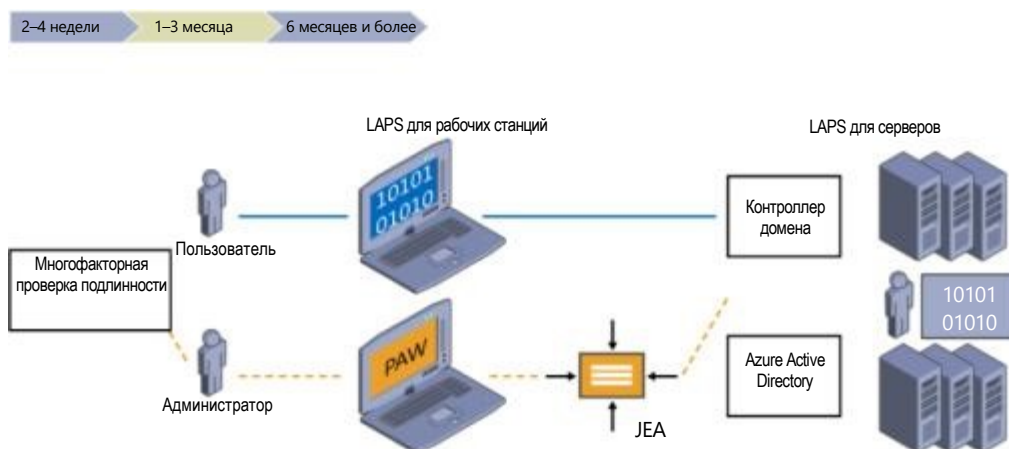 2–4 недели
1–3 месяца
6 месяцев и более
LAPS для рабочих станций
LAPS для серверов
10101
01010
Контроллер
домена
Пользователь
Многофакторная
проверка подлинности
10101
01010
PAW
Azure Active
Directory
Администратор
JEA